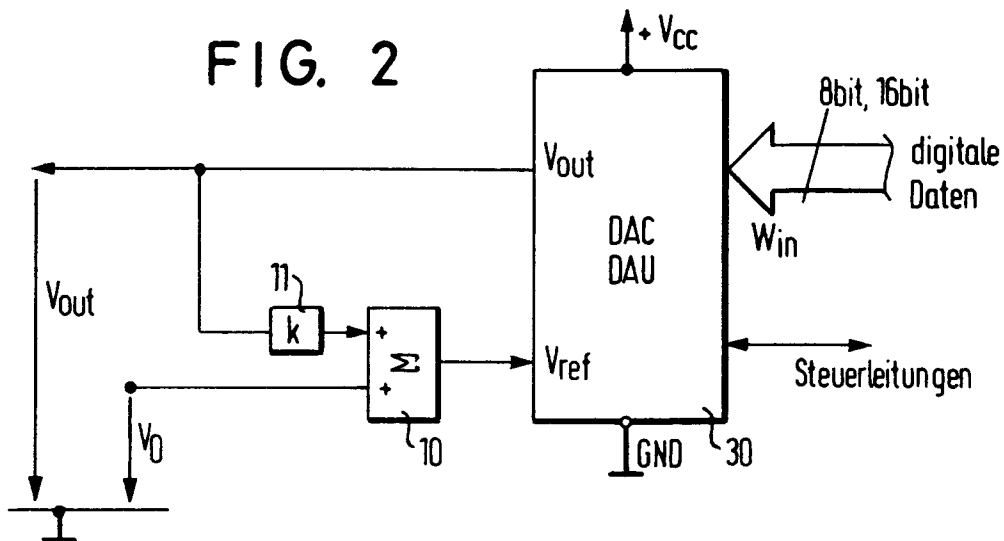 FIG. 2
+ Vcc
8bit, 16bit
digitale
Daten
Win
Vout
DAC
DAU
Vout
11
k
+
Σ
+
Vref
Steuerleitungen
V0
10
GND
30